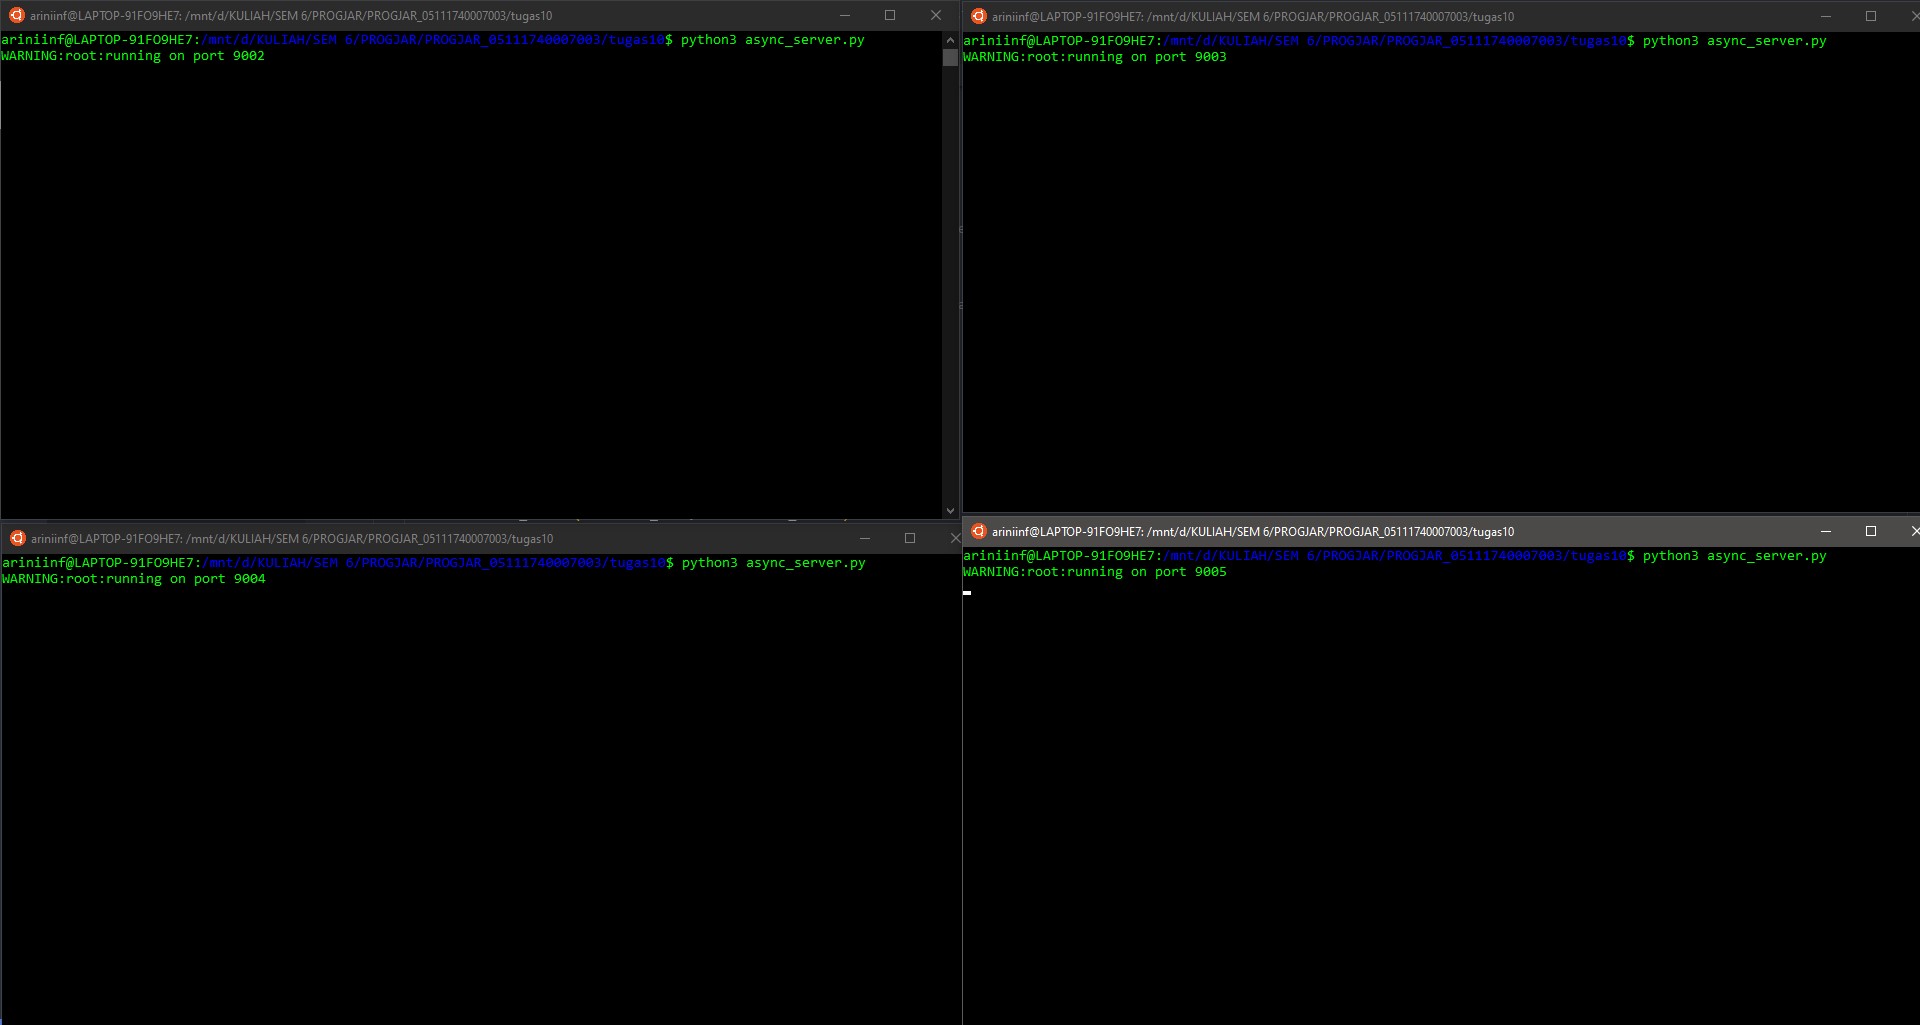 ariniinf@LAPTOP-91FO9HE7: /mnt/d/KULIAH/SEM 6/PROGJAR/PROGJAR_05111740007003/tugas10
ariniinf@LAPTOP-91FO9HE7:/mnt/d/KULIAH/SEM 6/PROGJAR/PROGJAR_05111740007003/tugas10$ python3 async_server.py
WARNING:root:running on port 9002
ariniinf@LAPTOP-91FO9HE7: /mnt/d/KULIAH/SEM 6/PROGJAR/PROGJAR_05111740007003/tugas10
ariniinf@LAPTOP-91FO9HE7:/mnt/d/KULIAH/SEM 6/PROGJAR/PROGJAR_05111740007003/tugas10$ python3 async_server.py
WARNING:root:running on port 9003
ariniinf@LAPTOP-91FO9HE7: /mnt/d/KULIAH/SEM 6/PROGJAR/PROGJAR_05111740007003/tugas10
ariniinf@LAPTOP-91FO9HE7:/mnt/d/KULIAH/SEM 6/PROGJAR/PROGJAR_05111740007003/tugas10$ python3 async_server.py
WARNING:root:running on port 9004
ariniinf@LAPTOP-91FO9HE7: /mnt/d/KULIAH/SEM 6/PROGJAR/PROGJAR_05111740007003/tugas10
ariniinf@LAPTOP-91FO9HE7:/mnt/d/KULIAH/SEM 6/PROGJAR/PROGJAR_05111740007003/tugas10$ python3 async_server.py
WARNING:root:running on port 9005